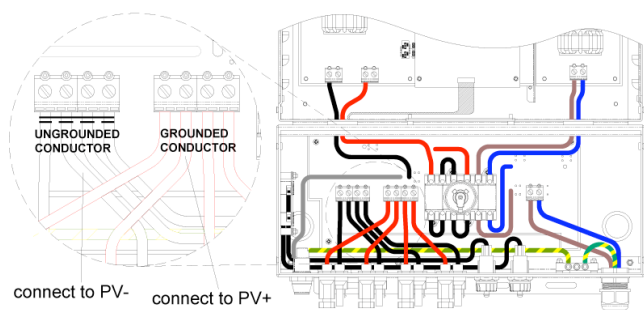 UNGROUNDED
CONDUCTOR
GROUNDED
CONDUCTOR
connect to PV-
connect to PV+